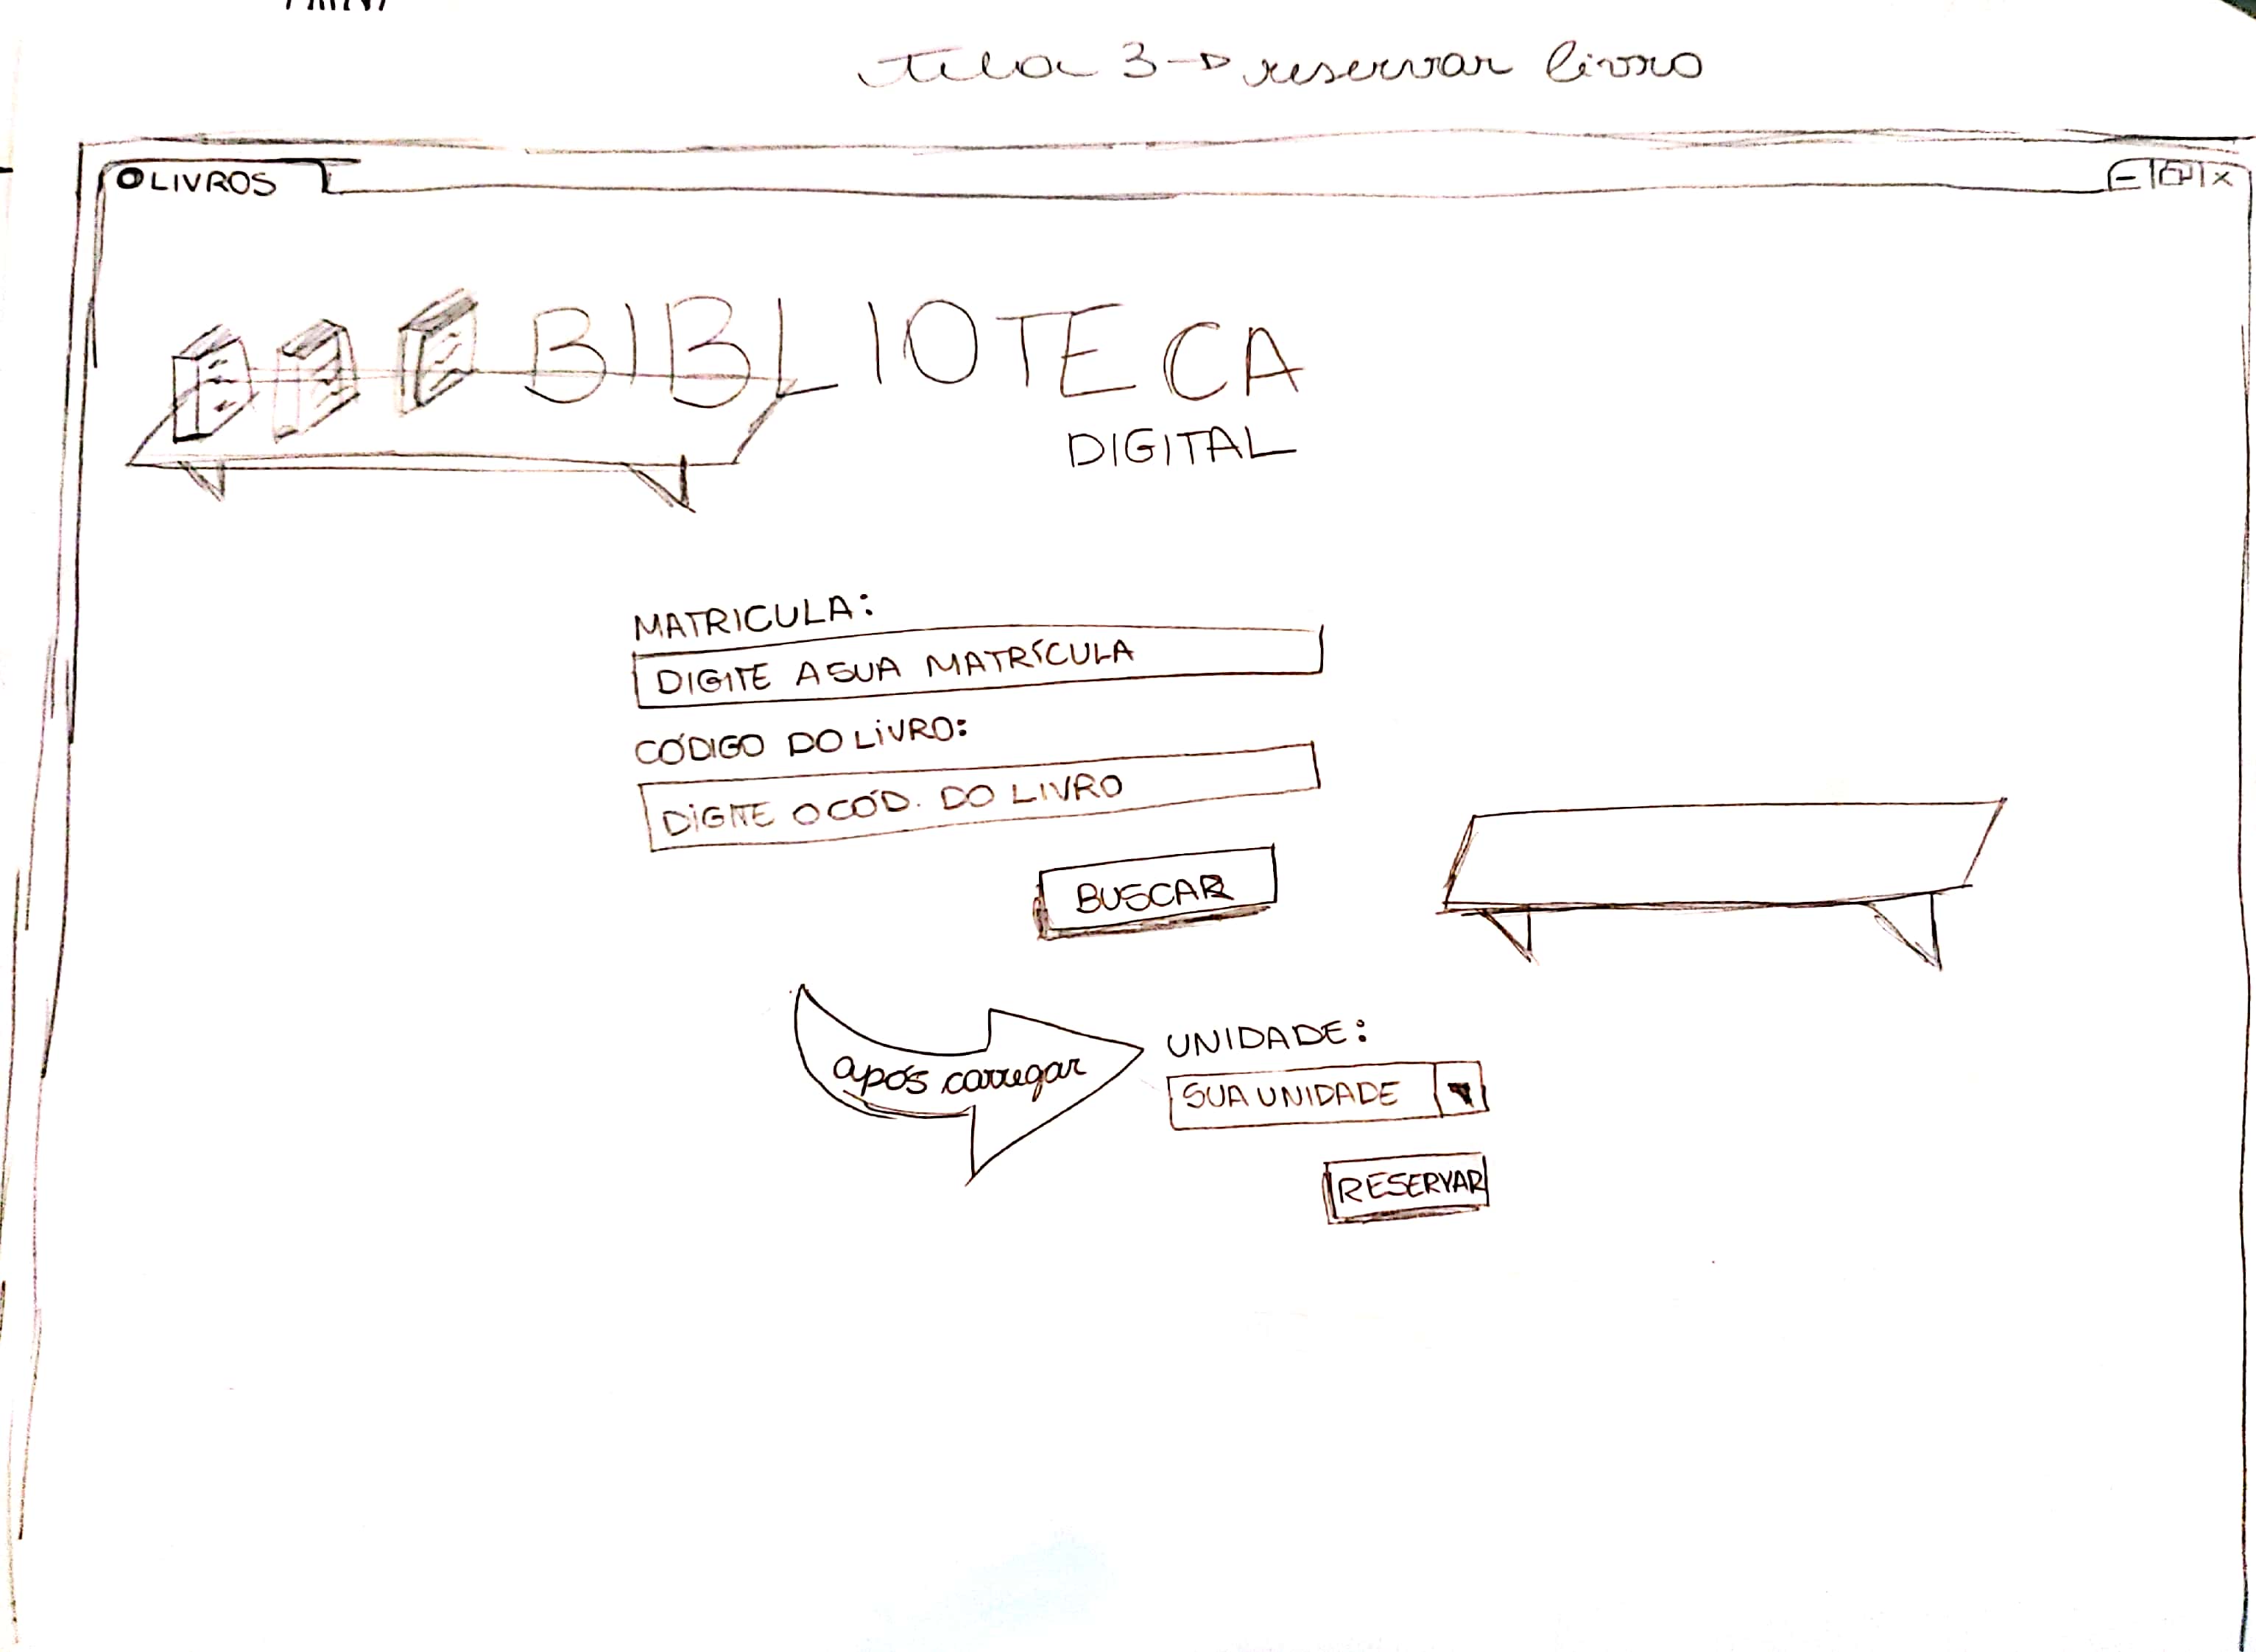 tela 3 → reservar livro
LIVROS
BIBLIOTECA
DIGITAL
MATRICULA:
DIGITE A SUA MATRÍCULA
CÓDIGO DO LIVRO:
DIGITE O CÓD. DO LIVRO
BUSCAR
após carregar
UNIDADE:
SUA UNIDADE
RESERVAR